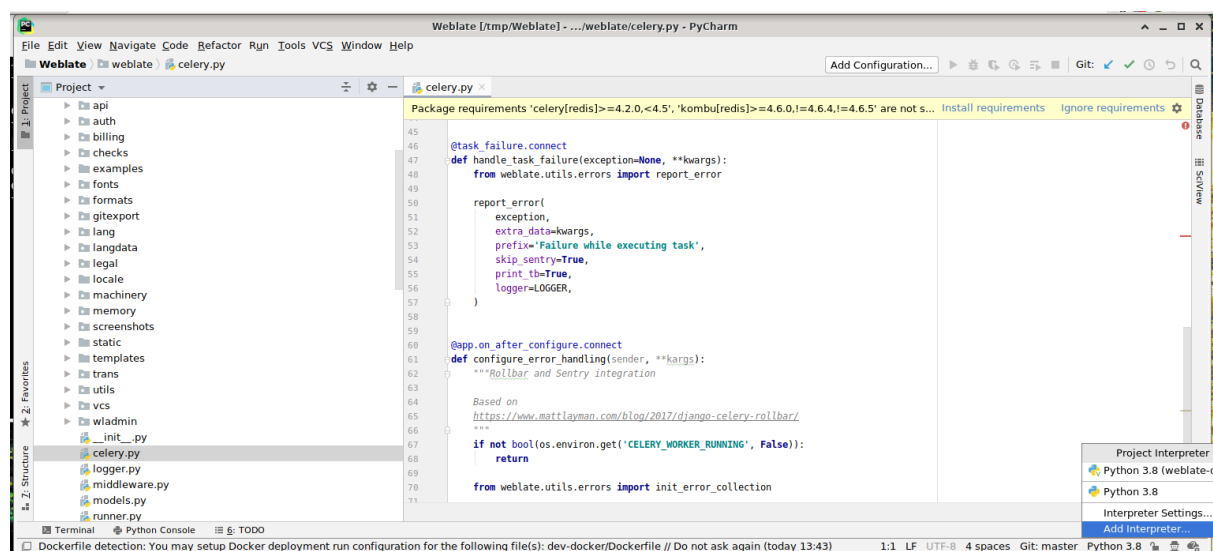 Weblate [/tmp/Weblate] - .../weblate/celery.py - PyCharm
File Edit View Navigate Code Refactor Run Tools VCS Window Help
Weblate weblate celery.py
Add Configuration... Git:
1: Project
Project
celery.py
api
auth
billing
checks
examples
fonts
formats
gitexport
lang
langdata
legal
locale
machinery
memory
screenshots
static
templates
trans
utils
vcs
wladmin
__init__.py
celery.py
logger.py
middleware.py
models.py
runner.py
2: Favorites
Z: Structure
Package requirements 'celery[redis]>=4.2.0,<4.5', 'kombu[redis]>=4.6.0,!=4.6.4,!=4.6.5' are not s... Install requirements Ignore requirements
45
46 @task_failure.connect
47 def handle_task_failure(exception=None, **kwargs):
48 from weblate.utils.errors import report_error
49
50 report_error(
51 exception,
52 extra_data=kwargs,
53 prefix='Failure while executing task',
54 skip_sentry=True,
55 print_tb=True,
56 logger=LOGGER,
57 )
58
59
60 @app.on_after_configure.connect
61 def configure_error_handling(sender, **kargs):
62 """Rollbar and Sentry integration
63
64 Based on
65 https://www.mattlayman.com/blog/2017/django-celery-rollbar/
66 """
67 if not bool(os.environ.get('CELERY_WORKER_RUNNING', False)):
68 return
69
70 from weblate.utils.errors import init_error_collection
71
Database
SciView
Project Interpreter
Python 3.8 (weblate-
Python 3.8
Interpreter Settings...
Add Interpreter...
Terminal Python Console 6: TODO
Dockerfile detection: You may setup Docker deployment run configuration for the following file(s): dev-docker/Dockerfile // Do not ask again (today 13:43) 1:1 LF UTF-8 4 spaces Git: master Python 3.8